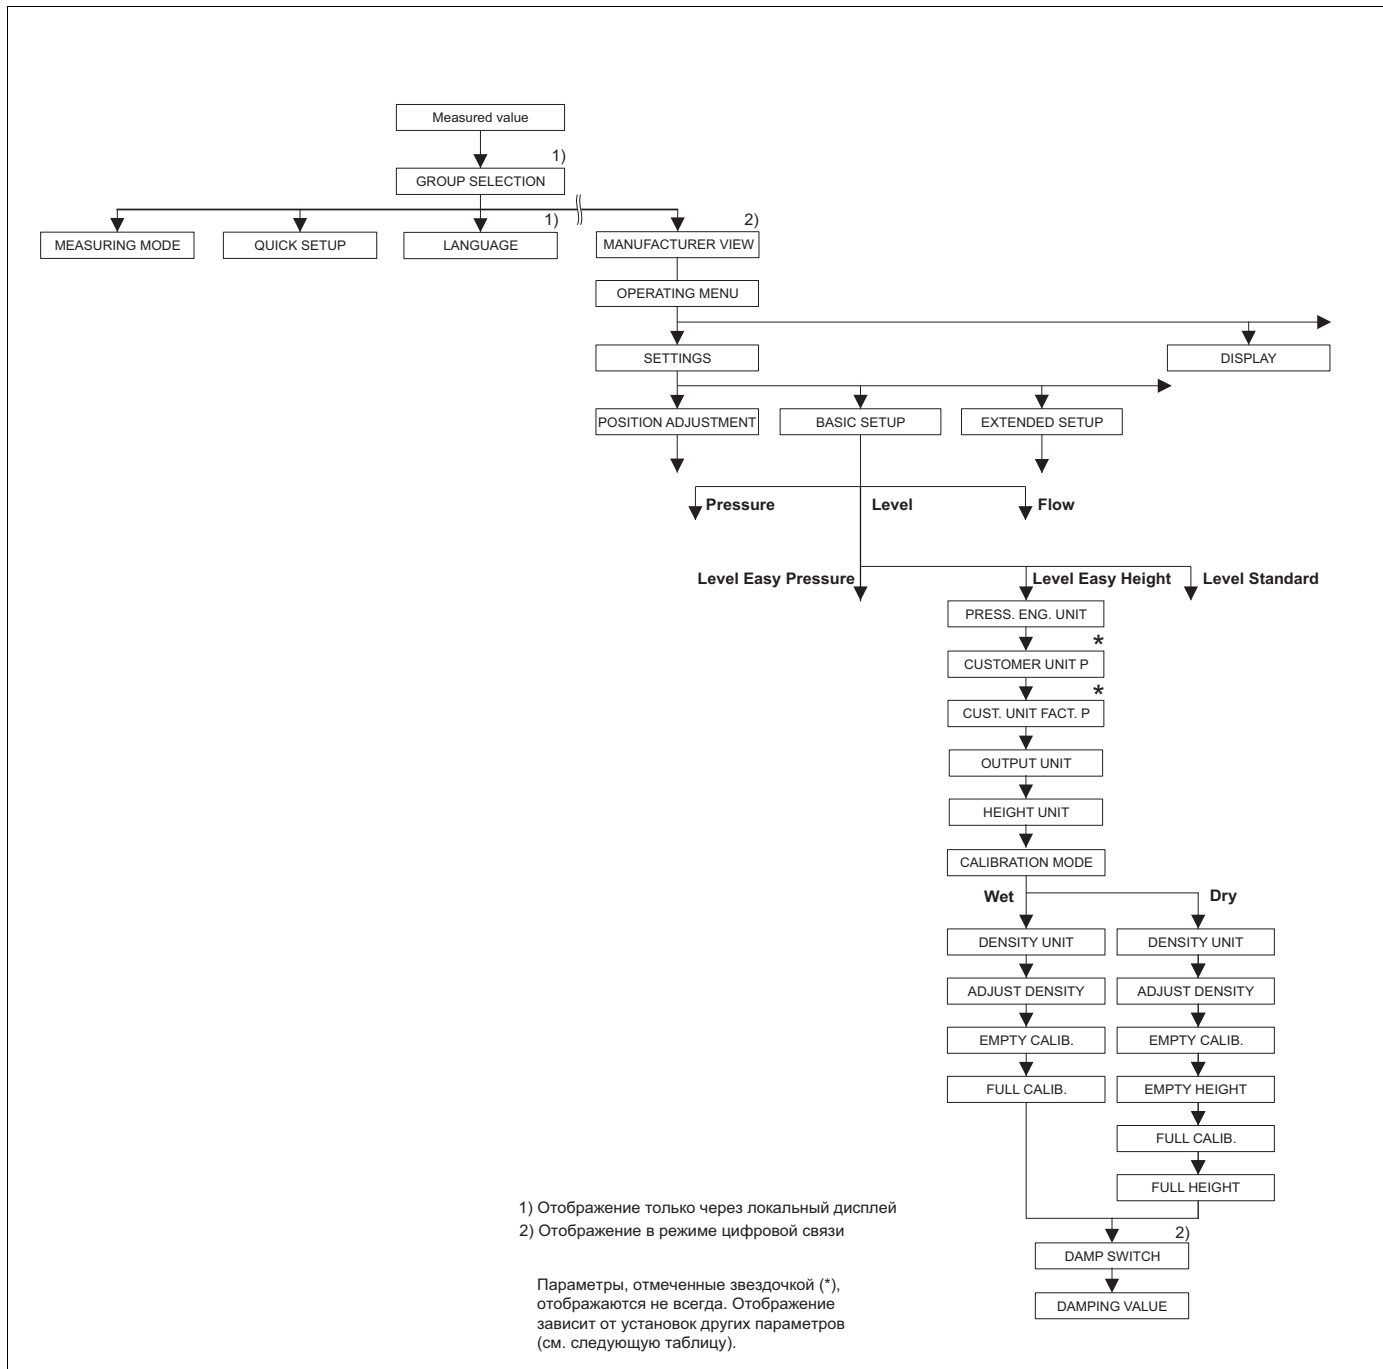 Measured value
1)
GROUP SELECTION
1)
2)
MEASURING MODE
QUICK SETUP
LANGUAGE
MANUFACTURER VIEW
OPERATING MENU
SETTINGS
DISPLAY
POSITION ADJUSTMENT
BASIC SETUP
EXTENDED SETUP
Pressure
Level
Flow
Level Easy Pressure
Level Easy Height
Level Standard
PRESS. ENG. UNIT
*
CUSTOMER UNIT P
*
CUST. UNIT FACT. P
OUTPUT UNIT
HEIGHT UNIT
CALIBRATION MODE
Wet
Dry
DENSITY UNIT
DENSITY UNIT
ADJUST DENSITY
ADJUST DENSITY
EMPTY CALIB.
EMPTY CALIB.
FULL CALIB.
EMPTY HEIGHT
FULL CALIB.
FULL HEIGHT
1) Отображение только через локальный дисплей
2) Отображение в режиме цифровой связи
2)
DAMP SWITCH
DAMPING VALUE
Параметры, отмеченные звездочкой (*),
отображаются не всегда. Отображение
зависит от установок других параметров
(см. следующую таблицу).